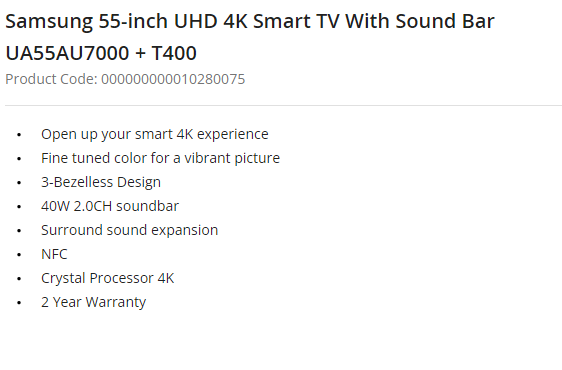 Samsung 55-inch UHD 4K Smart TV With Sound Bar
UA55AU7000 + T400
Product Code: 000000000010280075
• Open up your smart 4K experience
• Fine tuned color for a vibrant picture
• 3-Bezelless Design
• 40W 2.0CH soundbar
• Surround sound expansion
• NFC
• Crystal Processor 4K
• 2 Year Warranty